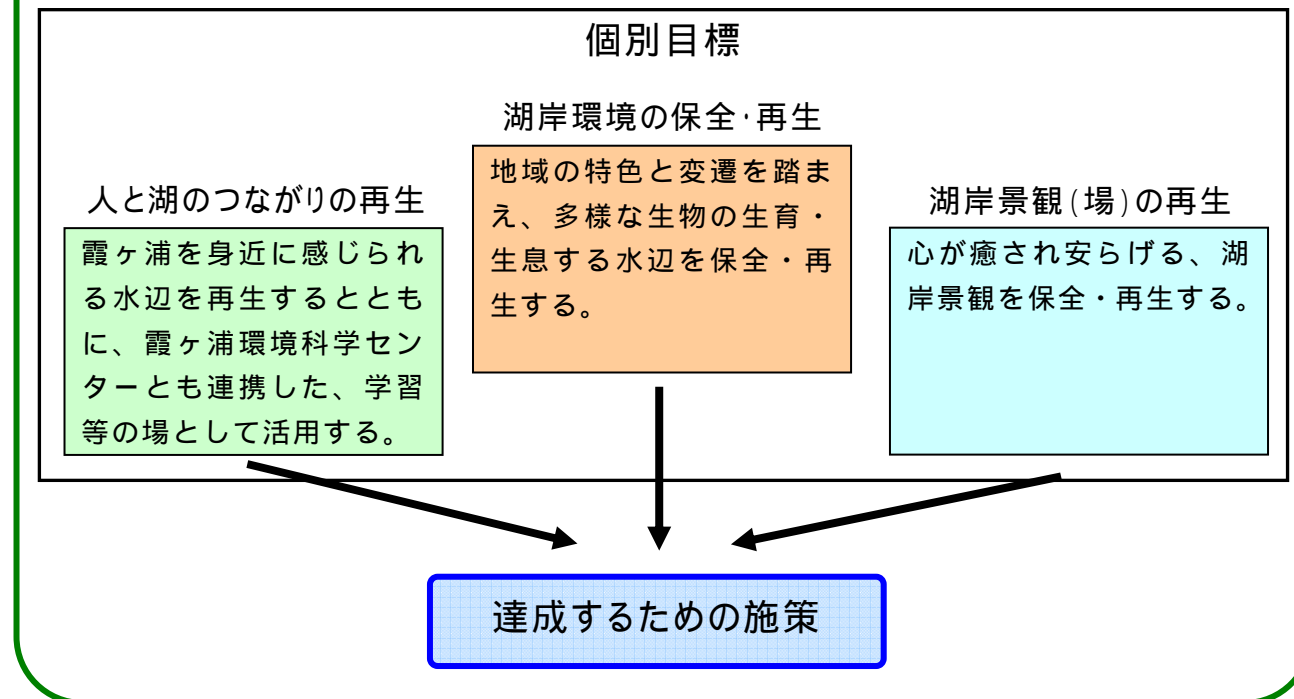 個別目標
湖岸環境の保全・再生
地域の特色と変遷を踏ま
え、多様な生物の生育・
生息する水辺を保全・再
生する。
人と湖のつながりの再生
霞ヶ浦を身近に感じられ
る水辺を再生するととも
に、霞ヶ浦環境科学セン
ターとも連携した、学習
等の場として活用する。
湖岸景観(場)の再生
心が癒され安らげる、湖
岸景観を保全・再生する。
達成するための施策